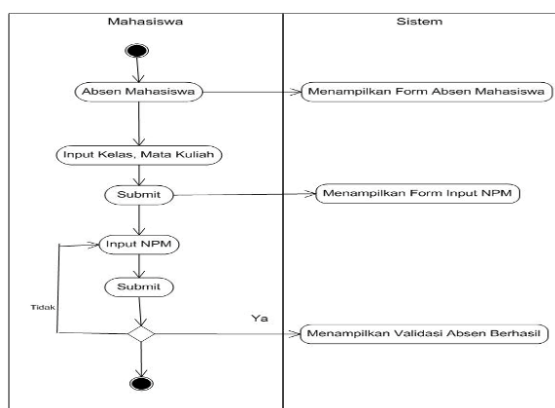 Mahasiswa
Sistem
Absen Mahasiswa
Menampilkan Form Absen Mahasiswa
Input Kelas, Mata Kuliah
Submit
Menampilkan Form Input NPM
Input NPM
Submit
Tidak
Ya
Menampilkan Validasi Absen Berhasil